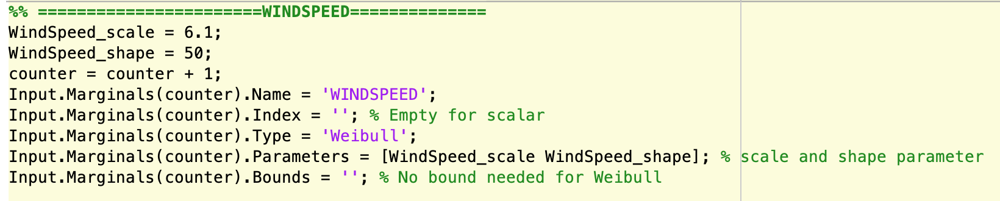 %% =======================WINDSPEED==============
WindSpeed_scale = 6.1;
WindSpeed_shape = 50;
counter = counter + 1;
Input.Marginals(counter).Name = 'WINDSPEED';
Input.Marginals(counter).Index = ''; % Empty for scalar
Input.Marginals(counter).Type = 'Weibull';
Input.Marginals(counter).Parameters = [WindSpeed_scale WindSpeed_shape]; % scale and shape parameter
Input.Marginals(counter).Bounds = ''; % No bound needed for Weibull